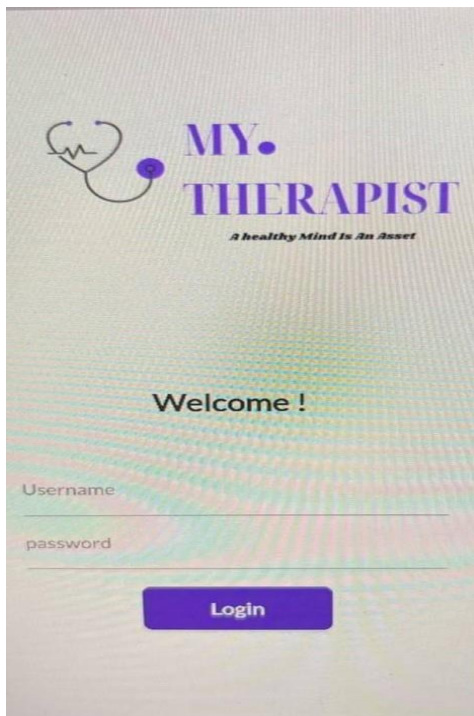 MY.
THERAPIST
A healthy Mind Is An Asset
Welcome !
Username
password
Login